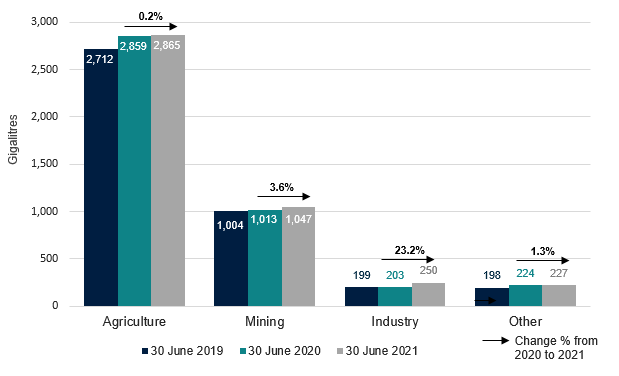 3,000
2,500
2,000
1,500
1,000
500
0
Gigalitres
0.2%
2,712
2,859
2,865
3.6%
1,004
1,013
1,047
23.2%
199
203
250
1.3%
198
224
227
Agriculture
Mining
Industry
Other
30 June 2019
30 June 2020
30 June 2021
Change % from
2020 to 2021